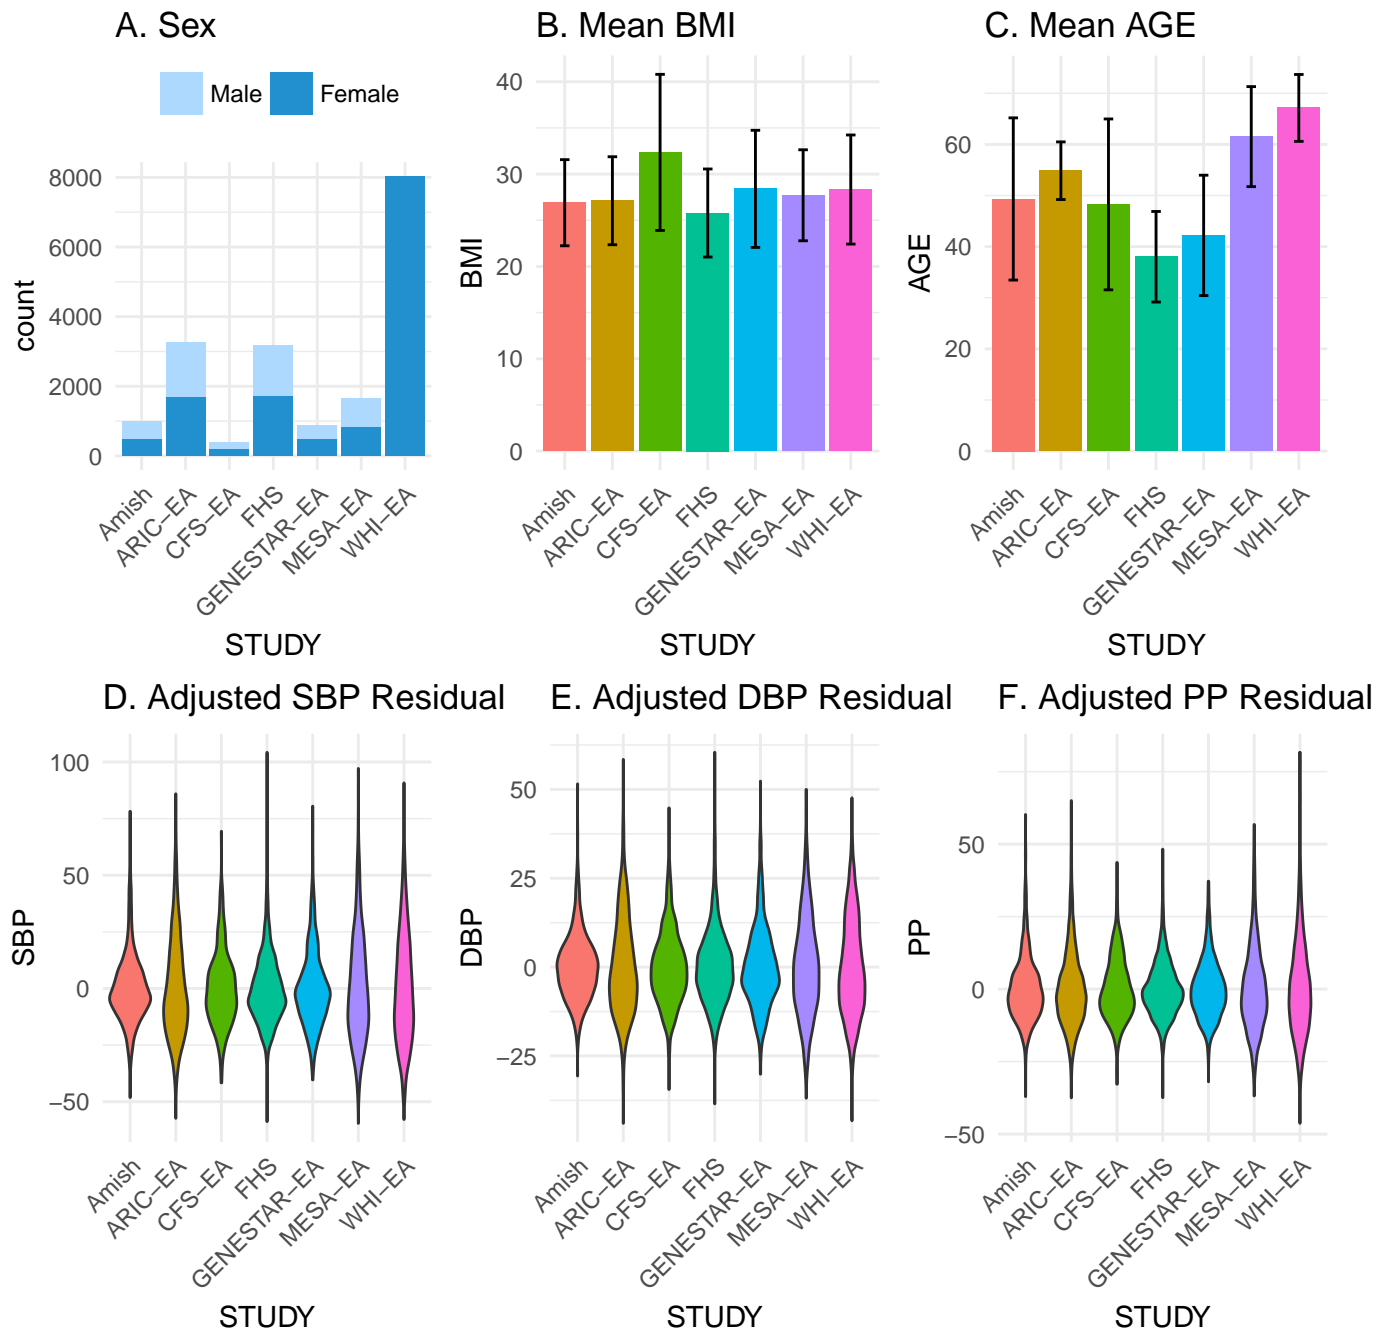 A. Sex
Male
Female
count
8000
6000
4000
2000
0
Amish
ARIC−EA
CFS−EA
FHS
GENESTAR−EA
MESA−EA
WHI−EA
STUDY
B. Mean BMI
BMI
40
30
20
10
0
Amish
ARIC−EA
CFS−EA
FHS
GENESTAR−EA
MESA−EA
WHI−EA
STUDY
C. Mean AGE
AGE
60
40
20
0
Amish
ARIC−EA
CFS−EA
FHS
GENESTAR−EA
MESA−EA
WHI−EA
STUDY
D. Adjusted SBP Residual
SBP
100
50
0
−50
Amish
ARIC−EA
CFS−EA
FHS
GENESTAR−EA
MESA−EA
WHI−EA
STUDY
E. Adjusted DBP Residual
DBP
50
25
0
−25
Amish
ARIC−EA
CFS−EA
FHS
GENESTAR−EA
MESA−EA
WHI−EA
STUDY
F. Adjusted PP Residual
PP
50
0
−50
Amish
ARIC−EA
CFS−EA
FHS
GENESTAR−EA
MESA−EA
WHI−EA
STUDY